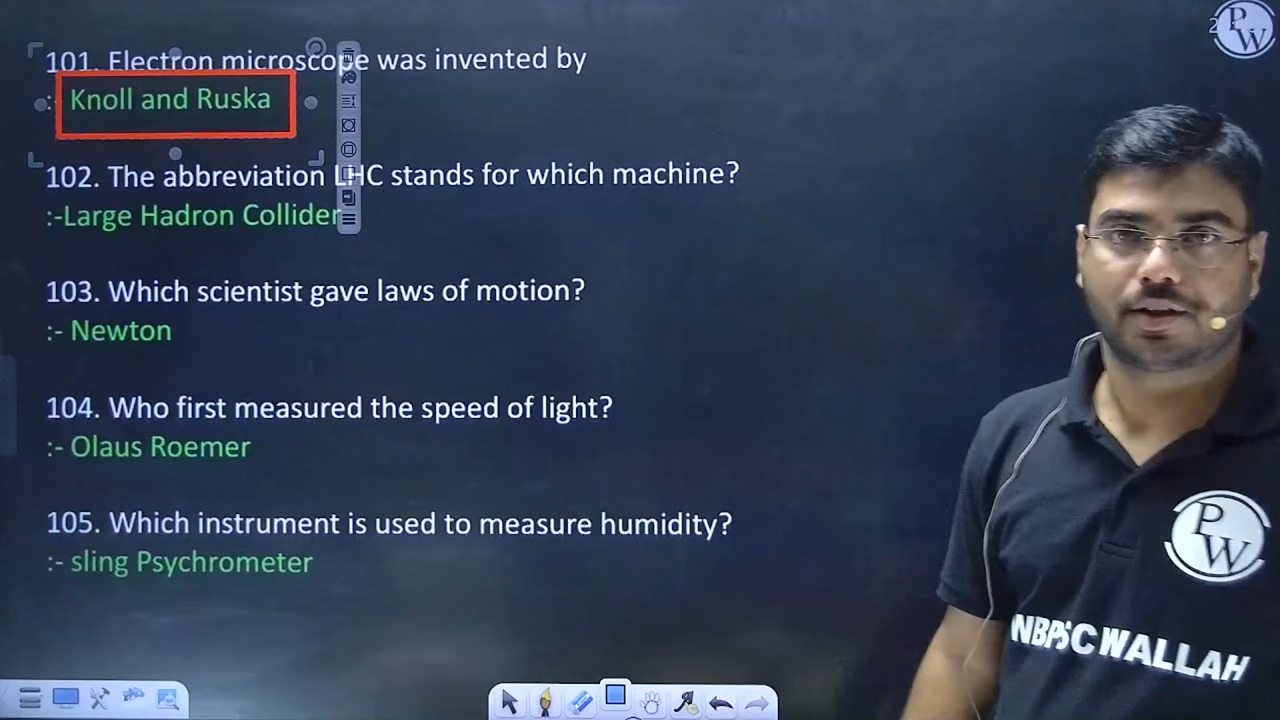 101. Electron microscope was invented by
:- Knoll and Ruska
102. The abbreviation LHC stands for which machine?
:-Large Hadron Collider
103. Which scientist gave laws of motion?
:- Newton
104. Who first measured the speed of light?
:- Olaus Roemer
105. Which instrument is used to measure humidity?
:- sling Psychrometer
PW
PW
WALLAH